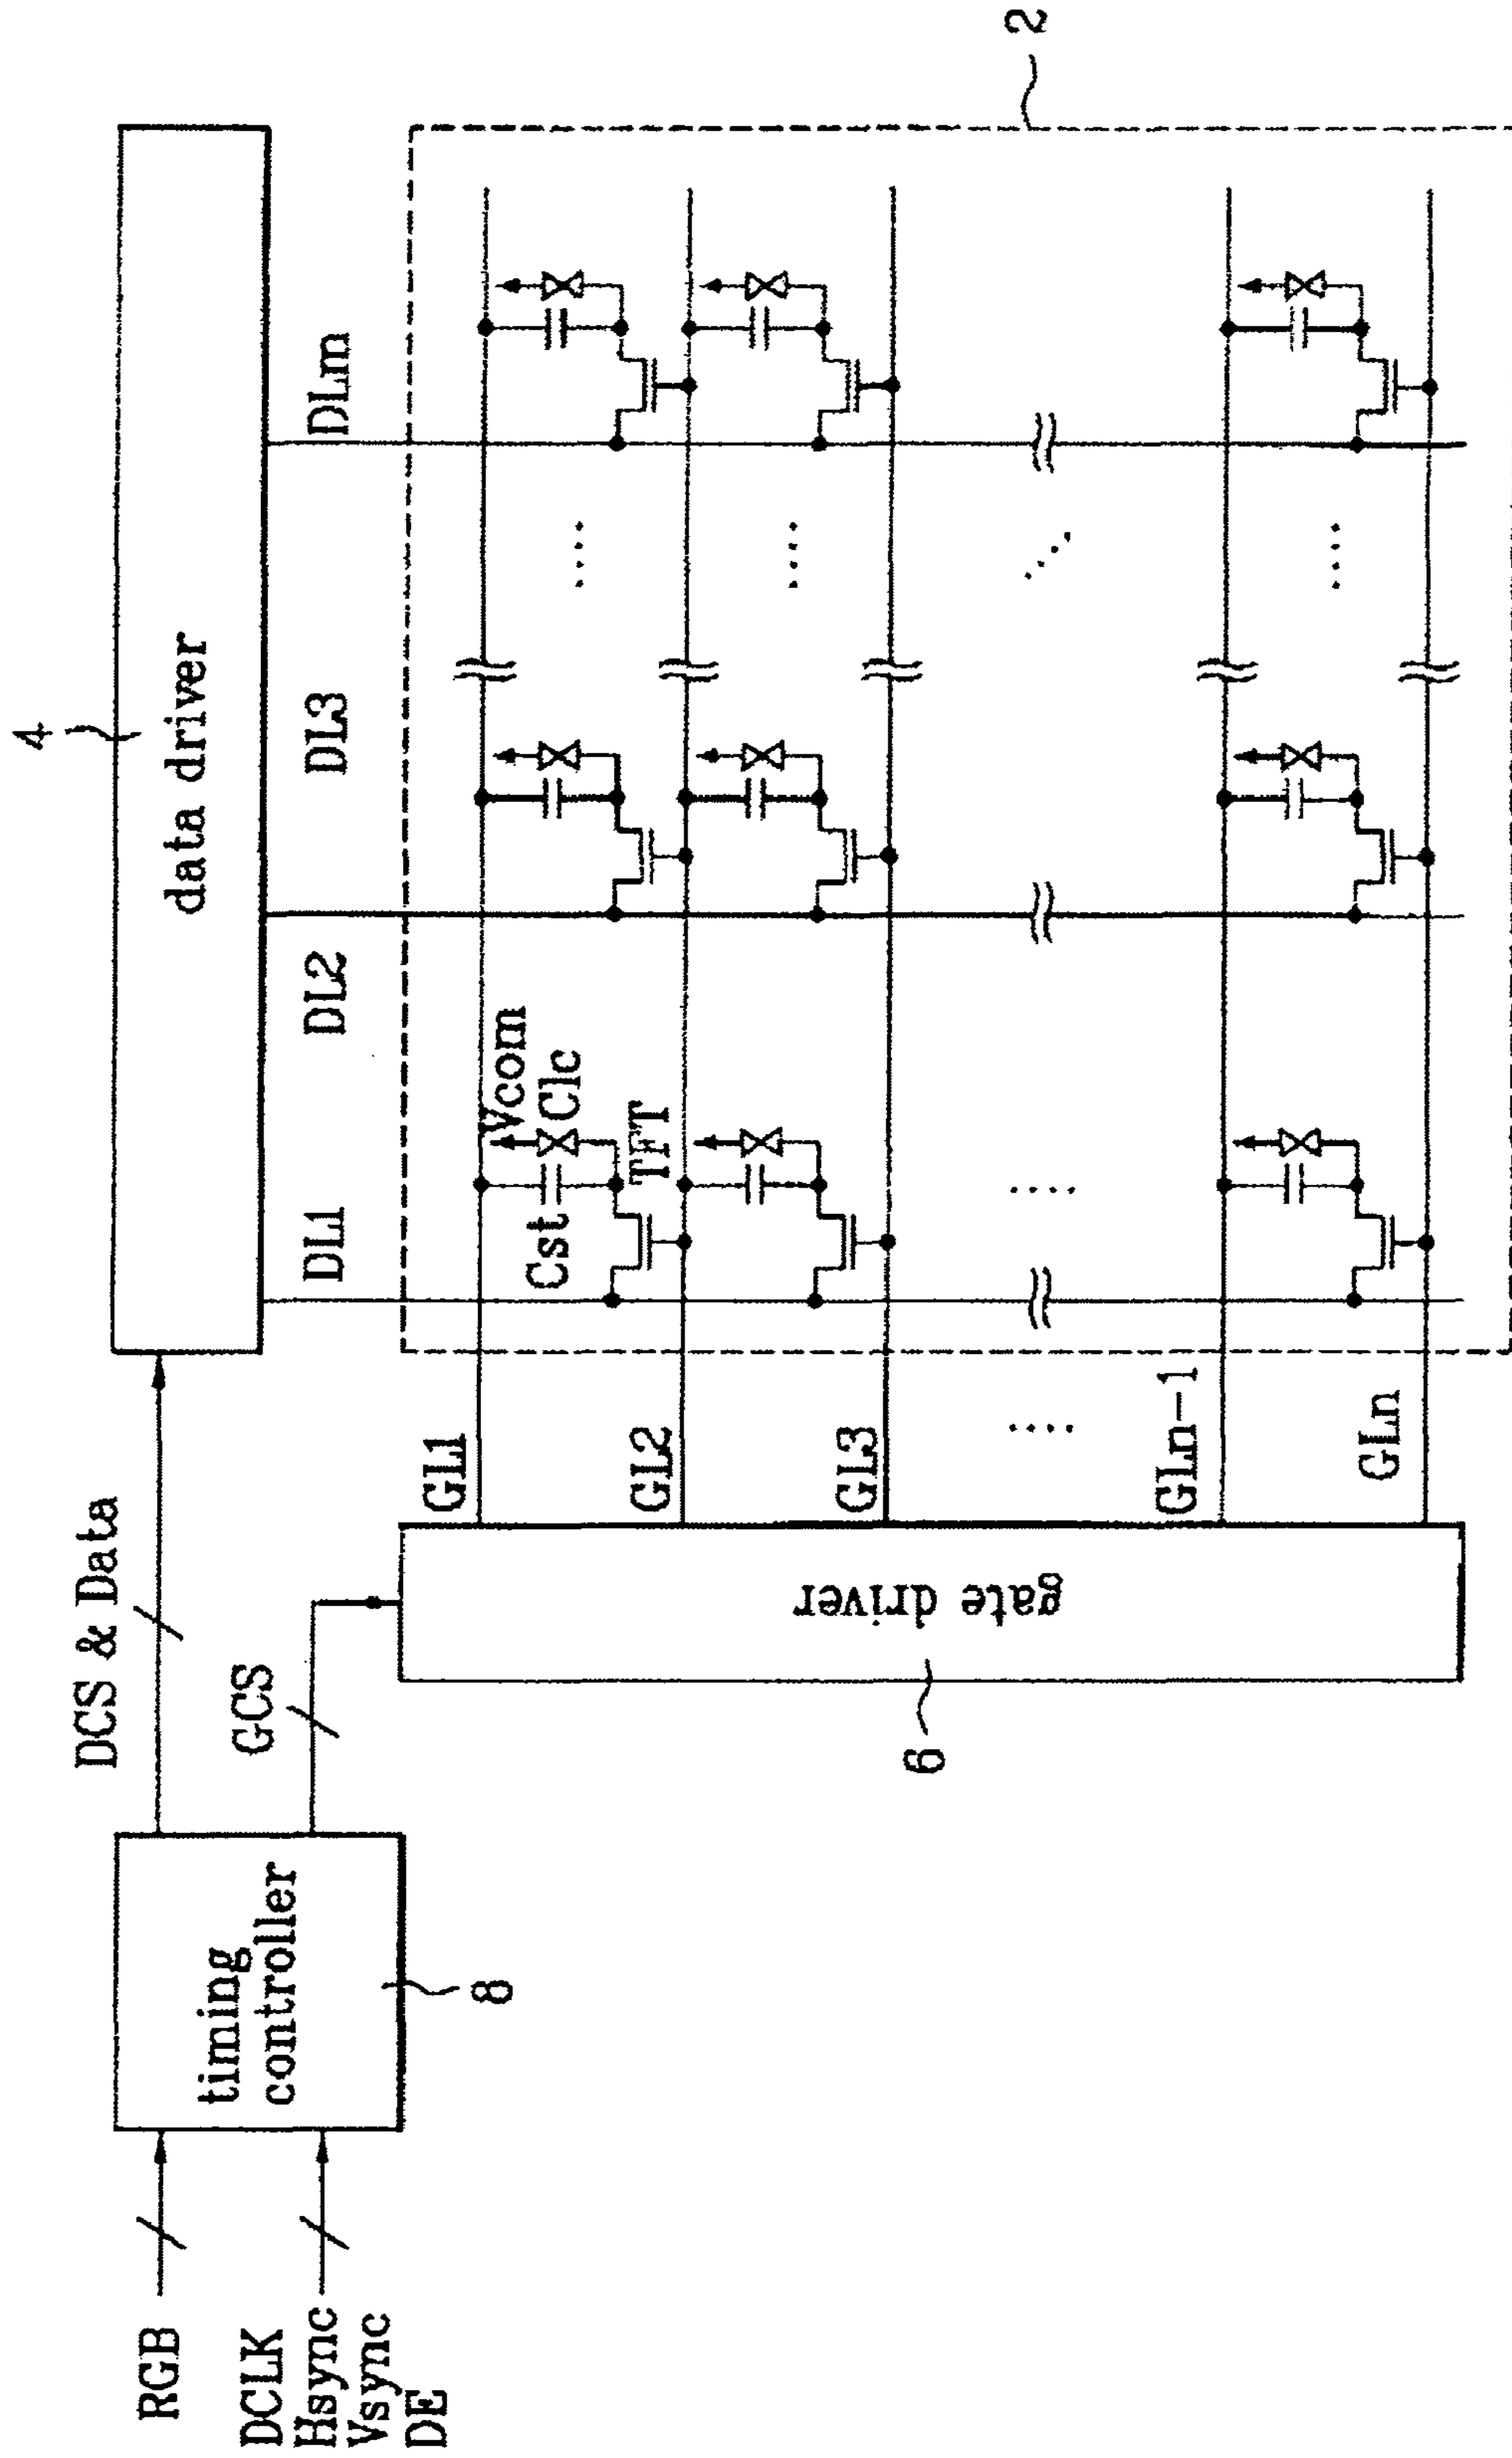 4
data driver
2
DCS & Data
DL1
DL2
DL3
DLm
RGB
timing
controller
GCS
8
DCLK
Hsync
Vsync
DE
GL1
Vcom
Clc
Cst
TFT
GL2
GL3
gate driver
6
GLn-1
GLn